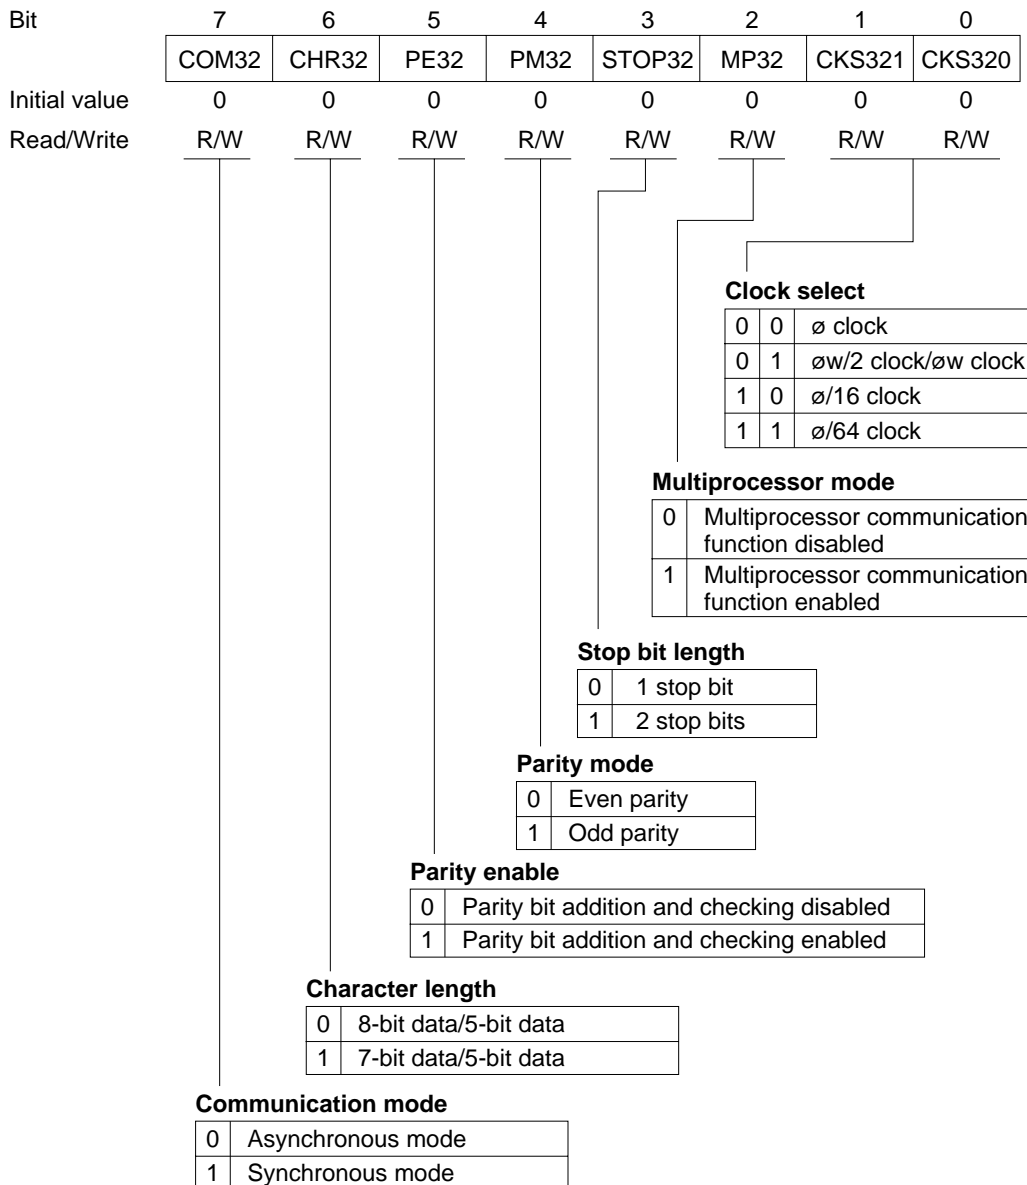 Bit 7 6 5 4 3 2 1 0
COM32 CHR32 PE32 PM32 STOP32 MP32 CKS321 CKS320
Initial value 0 0 0 0 0 0 0 0
Read/Write R/W R/W R/W R/W R/W R/W R/W R/W
Clock select
0 0 ø clock
0 1 øw/2 clock/øw clock
1 0 ø/16 clock
1 1 ø/64 clock
Multiprocessor mode
0 Multiprocessor communication
function disabled
1 Multiprocessor communication
function enabled
Stop bit length
0 1 stop bit
1 2 stop bits
Parity mode
0 Even parity
1 Odd parity
Parity enable
0 Parity bit addition and checking disabled
1 Parity bit addition and checking enabled
Character length
0 8-bit data/5-bit data
1 7-bit data/5-bit data
Communication mode
0 Asynchronous mode
1 Synchronous mode